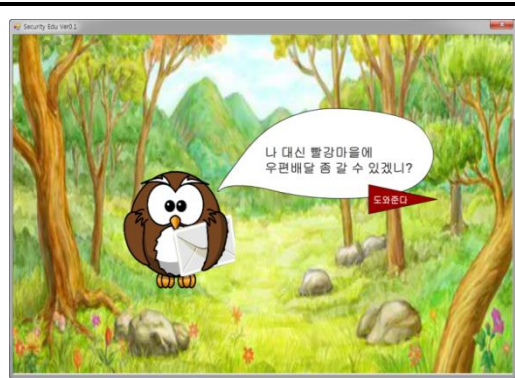 Security Edu Ver0.1
나 대신 빨강마을에
우편배달 좀 갈 수 있겠니?
도와준다